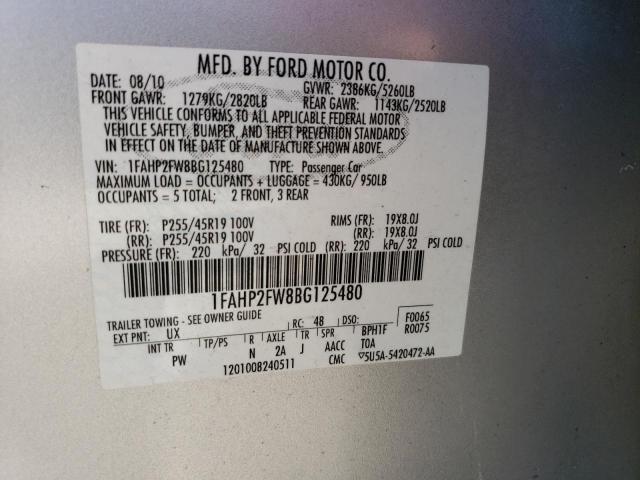 MFD. BY FORD MOTOR CO.
DATE: 08/10 GVWR: 2386KG/5260LB
FRONT GAWR: 1279KG/2820LB REAR GAWR: 1143KG/2520LB
THIS VEHICLE CONFORMS TO ALL APPLICABLE FEDERAL MOTOR
VEHICLE SAFETY, BUMPER, AND THEFT PREVENTION STANDARDS
IN EFFECT ON THE DATE OF MANUFACTURE SHOWN ABOVE.
VIN: 1FAHP2FW8BG125480 TYPE: Passenger Car
MAXIMUM LOAD = OCCUPANTS + LUGGAGE = 430KG/950LB
OCCUPANTS = 5 TOTAL; 2 FRONT, 3 REAR
TIRE (FR): P255/45R19 100V RIMS (FR): 19X8.0J
(RR): P255/45R19 100V (RR): 19X8.0J
PRESSURE (FR): 220 kPa/ 32 PSI COLD (RR): 220 kPa/ 32 PSI COLD
1FAHP2FW8BG125480
TRAILER TOWING - SEE OWNER GUIDE
EXT PNT: UX RC: 48 DSO: F0065
INT TR TP/PS R AXLE TR SPR BPH1F R0075
PW N 2A J AACC TOA
1201008240511 CMC ▽5U5A-5420472-AA